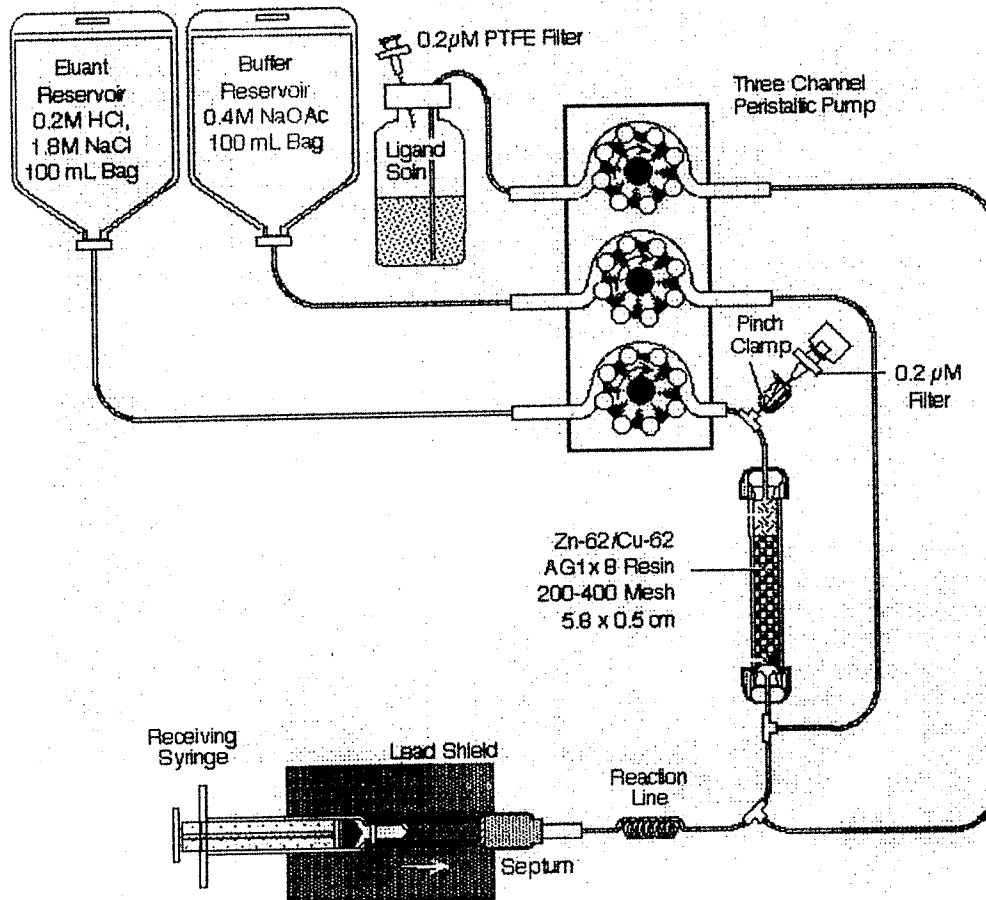 Eluant
Reservoir
0.2M HCl,
1.8M NaCl
100 mL Bag
Buffer
Reservoir
0.4M NaOAc
100 mL Bag
0.2µM PTFE Filter
Ligand
Soln
Three Channel
Peristaltic Pump
Pinch
Clamp
0.2 µM
Filter
Zn-62/Cu-62
AG1 x 8 Resin
200-400 Mesh
5.8 x 0.5 cm
Receiving
Syringe
Lead Shield
Reaction
Line
Septum